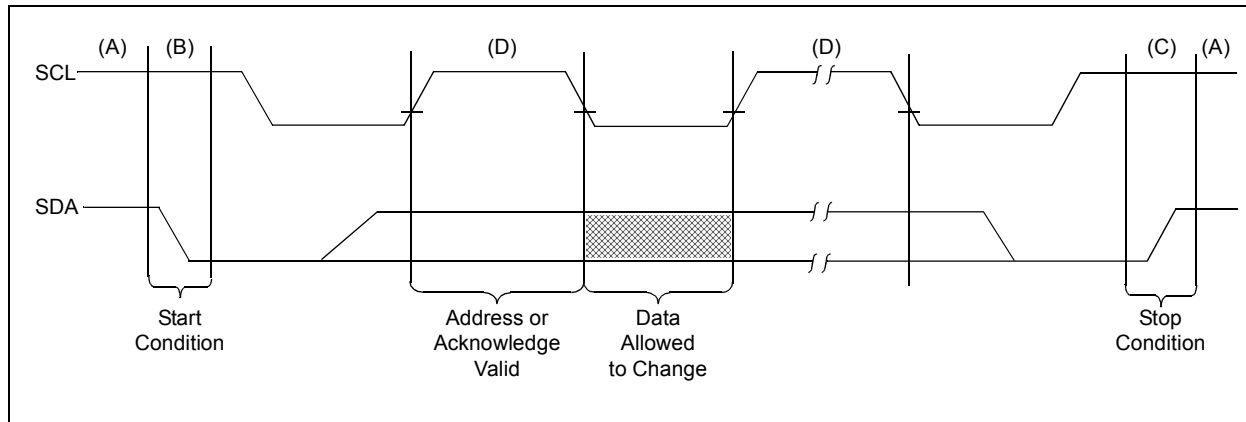 (A) (B) (D) (D) (C) (A)
SCL
SDA
Start
Condition
Address or
Acknowledge
Valid
Data
Allowed
to Change
Stop
Condition